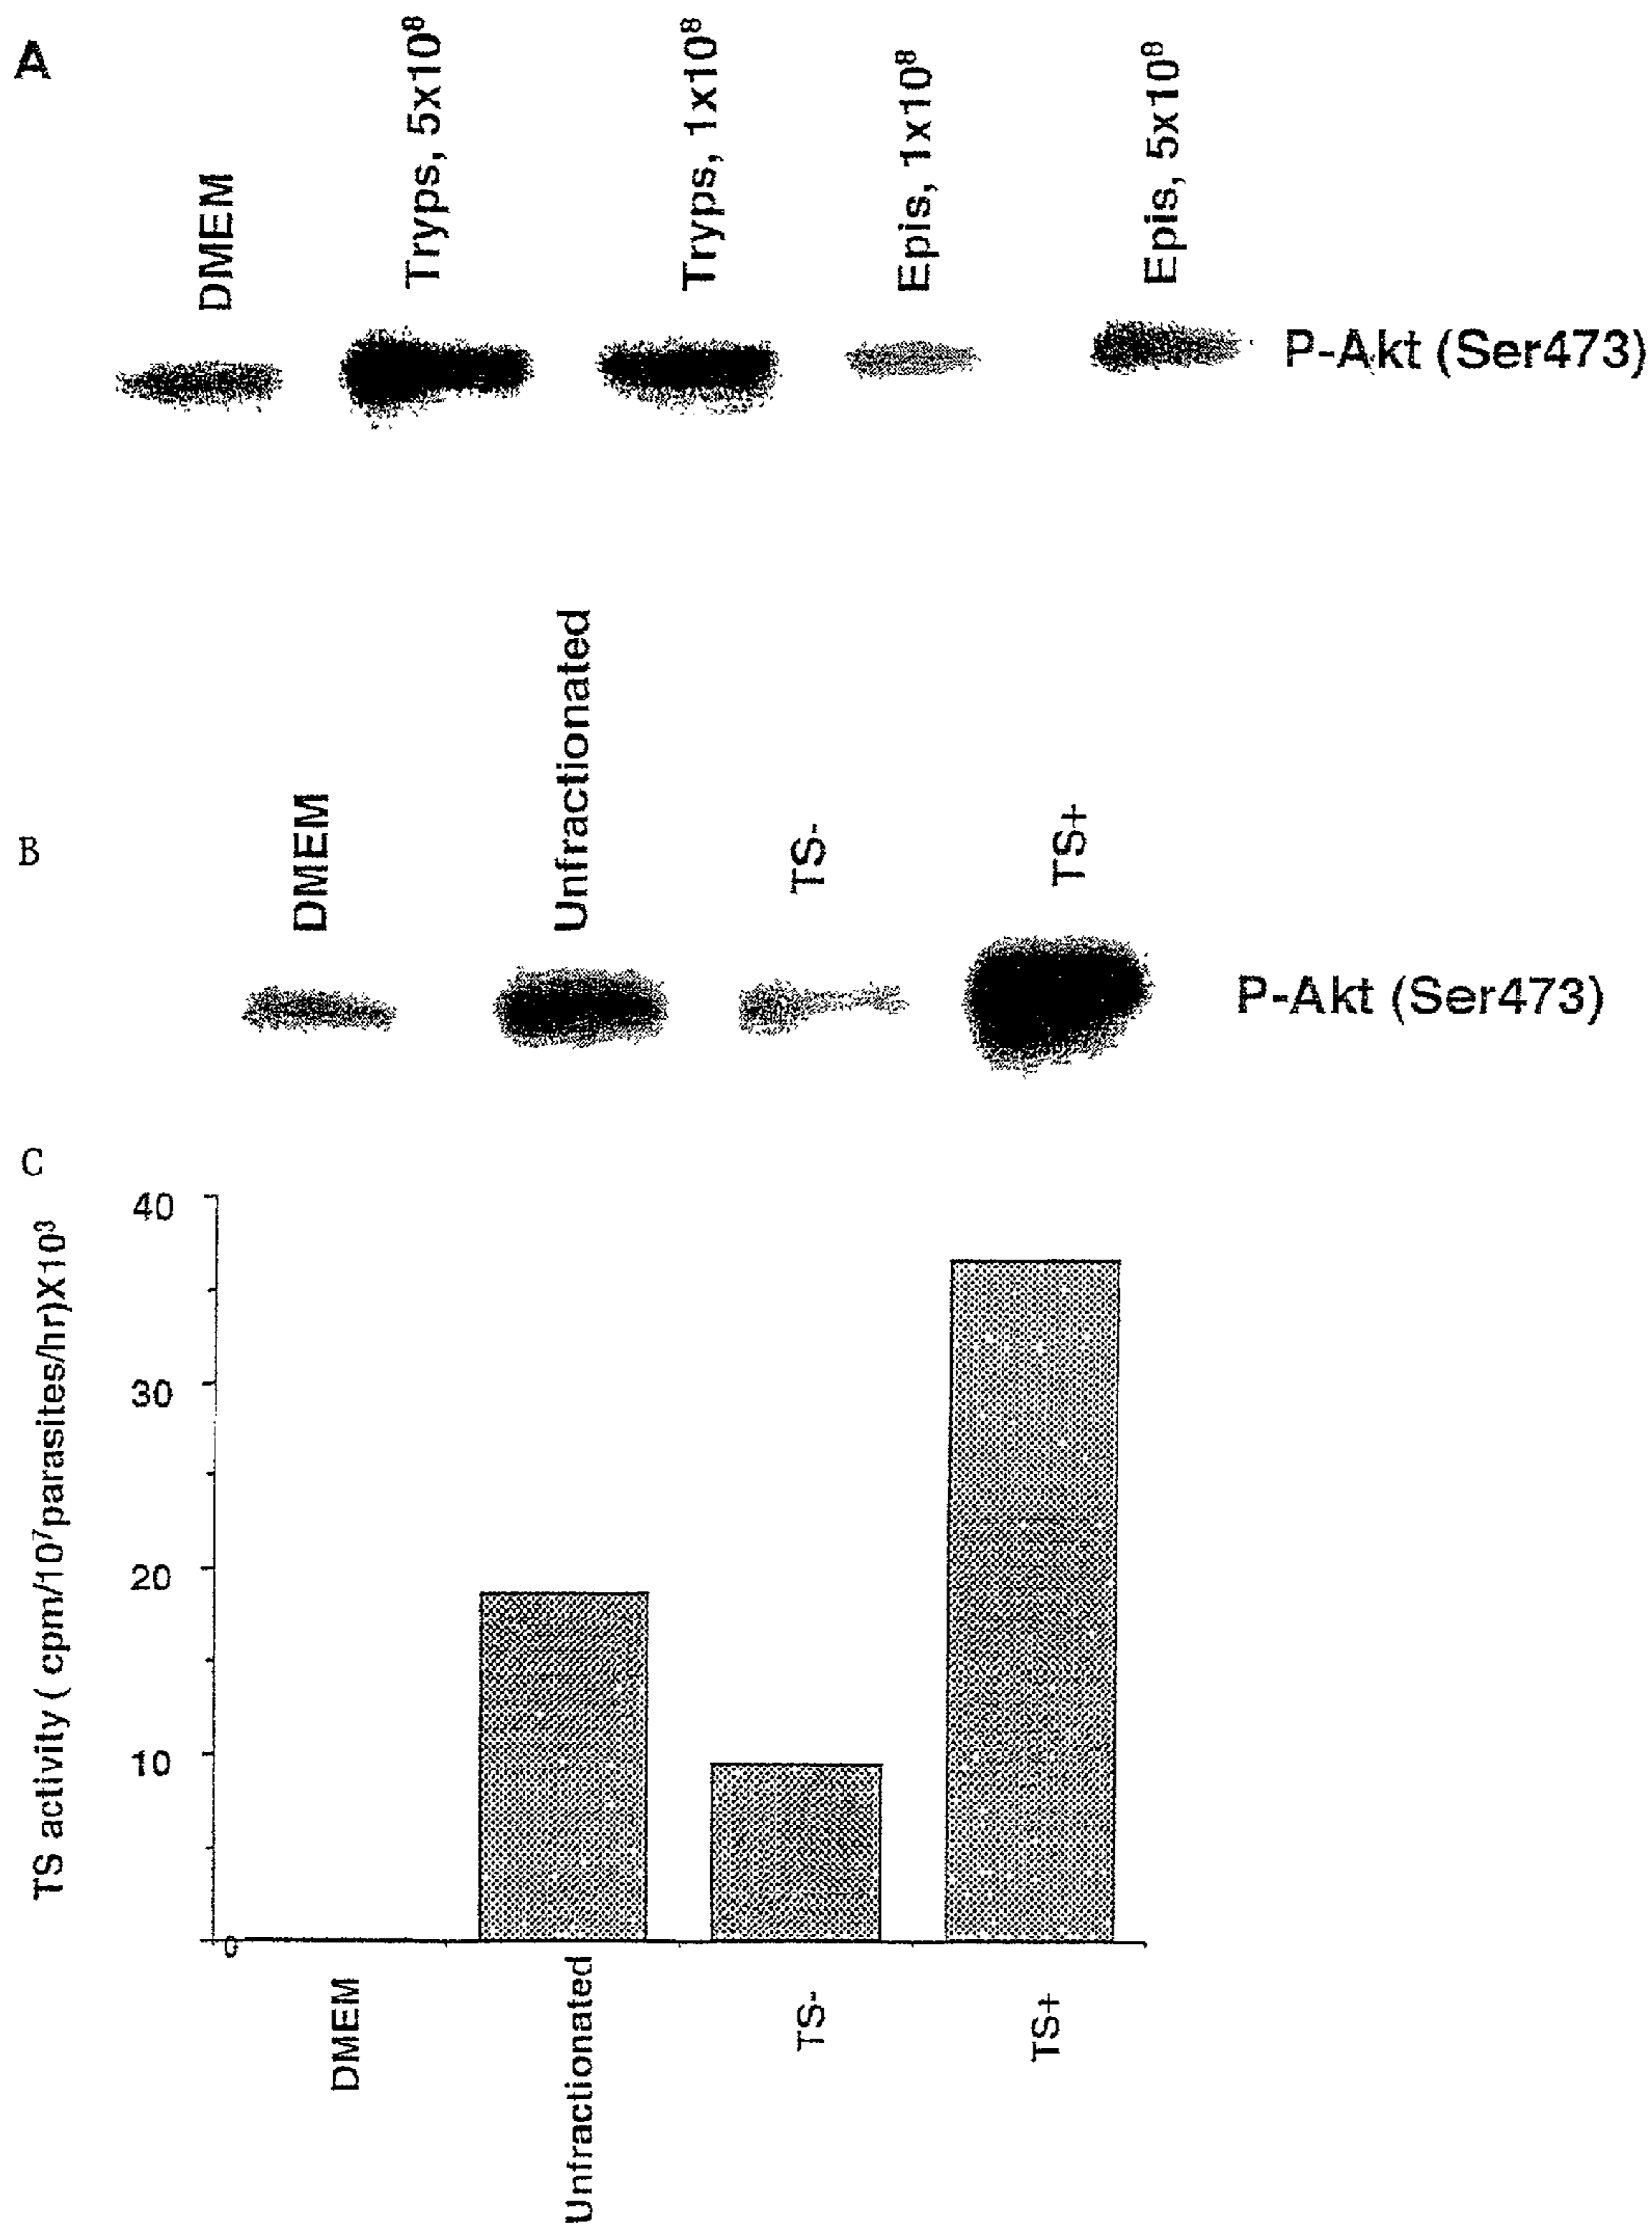 A
DMEM
Tryps, 5x10⁸
Tryps, 1x10⁸
Epis, 1x10⁸
Epis, 5x10⁸
P-Akt (Ser473)
B
DMEM
Unfractionated
TS-
TS+
P-Akt (Ser473)
C
TS activity ( cpm/10⁷parasites/hr)X10³
40
30
20
10
0
DMEM
Unfractionated
TS-
TS+